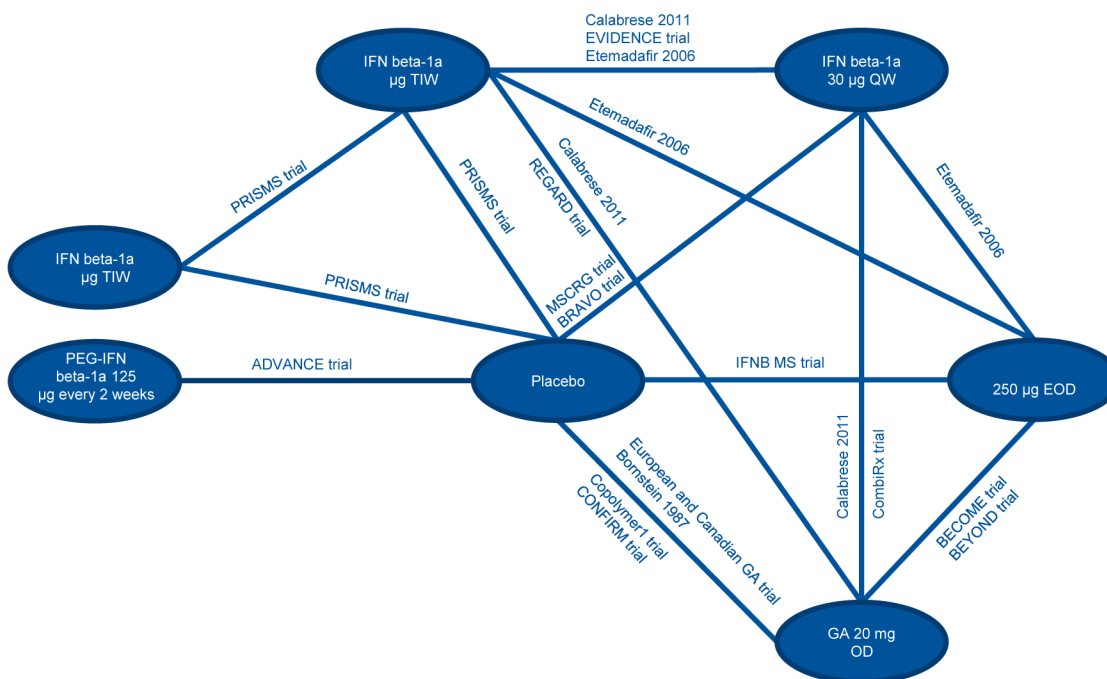 Calabrese 2011
EVIDENCE trial
Etemadafir 2006
IFN beta-1a
µg TIW
IFN beta-1a
30 µg QW
Etemadafir 2006
Calabrese 2011
REGARD trial
PRISMS trial
PRISMS trial
Etemadafir 2006
IFN beta-1a
µg TIW
PRISMS trial
MSCRG trial
BRAVO trial
PEG-IFN
beta-1a 125
µg every 2 weeks
ADVANCE trial
Placebo
IFNB MS trial
250 µg EOD
European and Canadian GA trial
Bornstein 1987
Copolymer1 trial
CONFIRM trial
Calabrese 2011
CombiRx trial
BECOME trial
BEYOND trial
GA 20 mg
OD